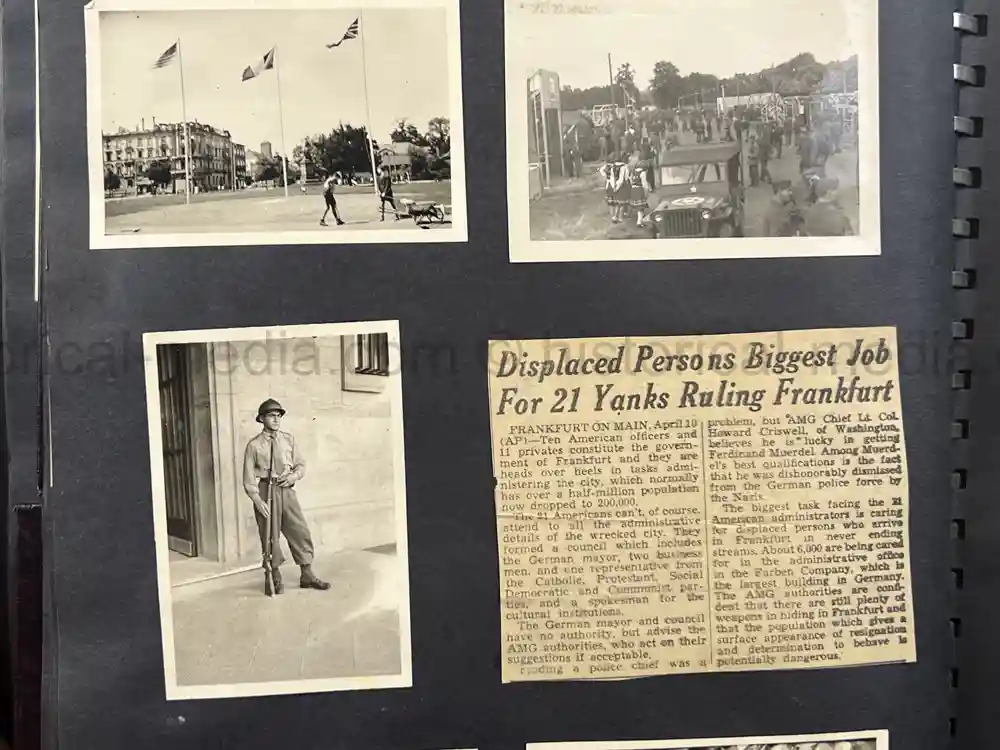 Displaced Persons Biggest Job
For 21 Yanks Ruling Frankfurt
FRANKFURT ON MAIN, April 10
(AP)—Ten American officers and
11 privates constitute the govern-
ment of Frankfurt and they are
heads over heels in tasks admi-
nistering the city, which normally
has over a half-million population
now dropped to 200,000.
The 21 Americans can't, of course,
attend to all the administrative
details of the wrecked city. They
formed a council which includes
the German mayor, two business
men, and one representative from
the Catholic, Protestant, Social
Democratic and Communist par-
ties, and a spokesman for the
cultural institutions.
The German mayor and council
have no authority, but advise the
AMG authorities, who act on their
suggestions if acceptable.
a police chief was a
problem, but AMG Chief Lt. Col.
Howard Criswell, of Washington,
believes he is lucky in getting
Ferdinand Muerdel. Among Muerd-
el's best qualifications is the fact
that he was dishonorably dismissed
from the German police force by
the Nazis.
The biggest task facing the 21
American administrators is caring
for displaced persons who arrive
in Frankfurt in never ending
streams. About 6,000 are being cared
for in the administrative office
in the Farben Company, which is
the largest building in Germany.
The AMG authorities are confi-
dent that there are still plenty of
weapons in hiding in Frankfurt and
that the population which gives a
surface appearance of resignation
and determination to behave is
potentially dangerous.
orical-media.com © historical-media